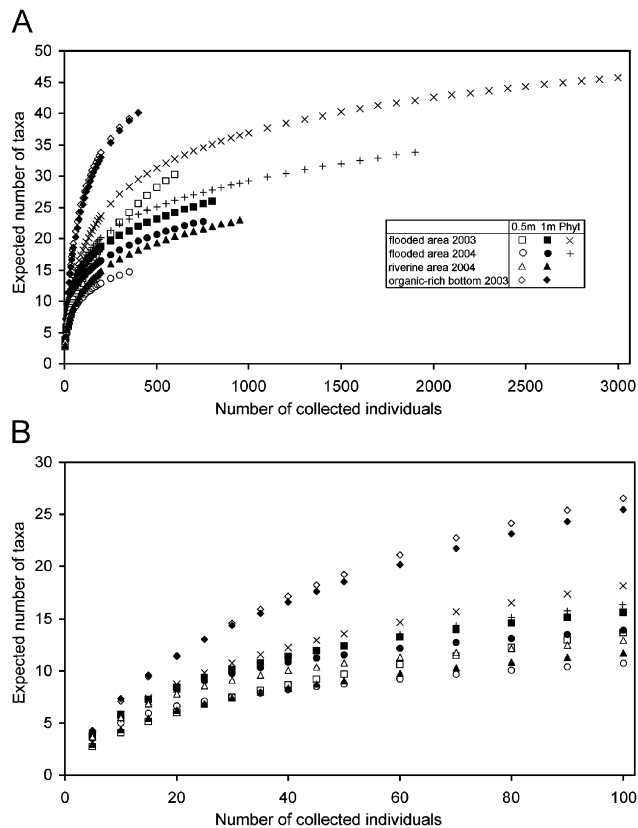 A
50
45
40
35
30
25
20
15
10
5
0
Expected number of taxa
0.5m 1m Phyt
flooded area 2003
flooded area 2004
riverine area 2004
organic-rich bottom 2003
0 500 1000 1500 2000 2500 3000
Number of collected individuals
B
30
25
20
15
10
5
0
Expected number of taxa
0 20 40 60 80 100
Number of collected individuals